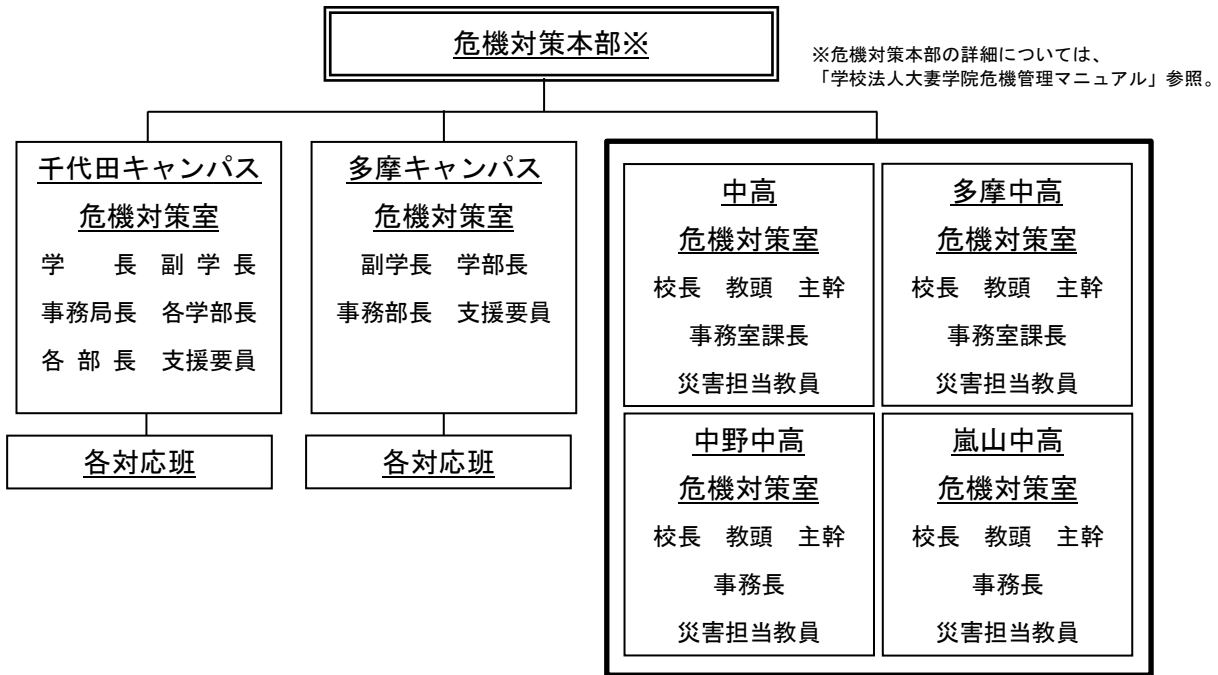 危機対策本部※
※危機対策本部の詳細については、
「学校法人大妻学院危機管理マニュアル」参照。
千代田キャンパス
危機対策室
学　　長　副 学 長
事務局長　各学部長
各 部 長　支援要員
各対応班
多摩キャンパス
危機対策室
副学長　学部長
事務部長　支援要員
各対応班
中高
危機対策室
校長　教頭　主幹
事務室課長
災害担当教員
多摩中高
危機対策室
校長　教頭　主幹
事務室課長
災害担当教員
中野中高
危機対策室
校長　教頭　主幹
事務長
災害担当教員
嵐山中高
危機対策室
校長　教頭　主幹
事務長
災害担当教員